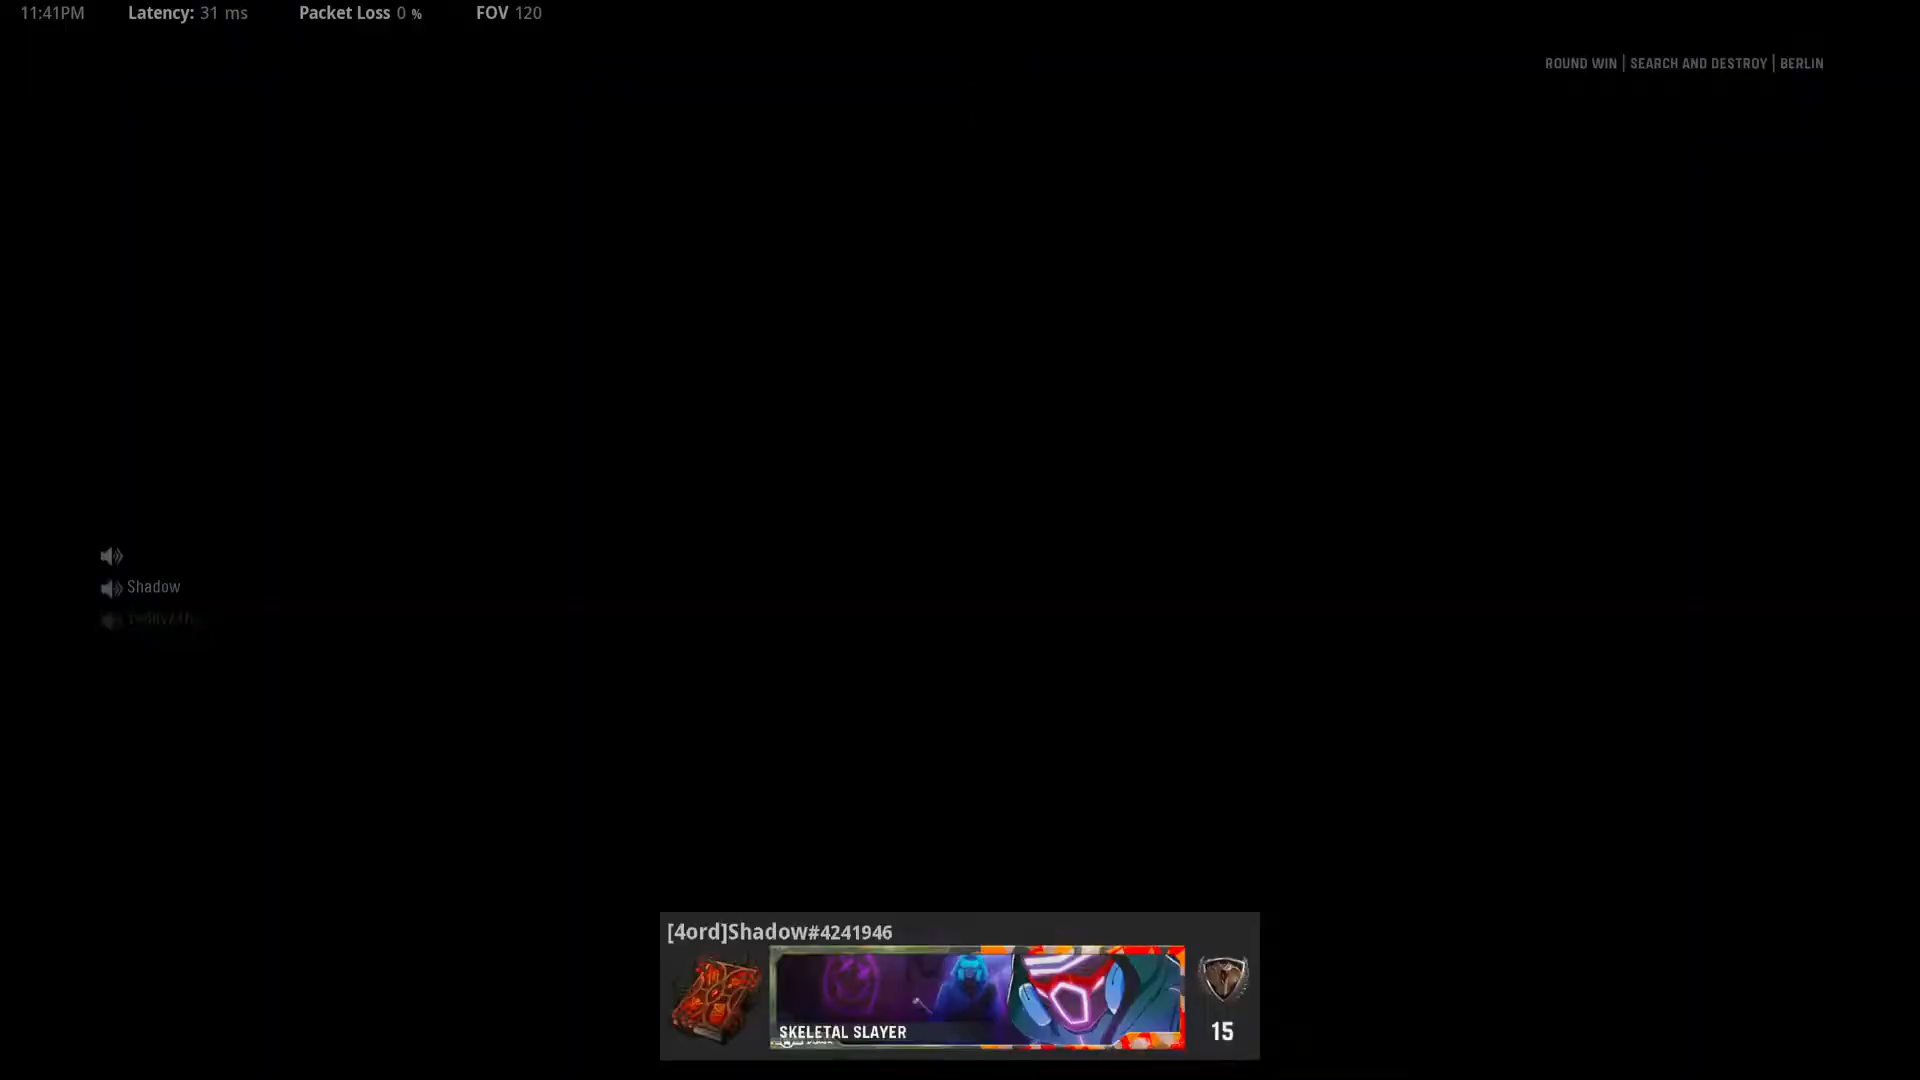 11:41PM Latency: 31 ms Packet Loss 0 % FOV 120
ROUND WIN | SEARCH AND DESTROY | BERLIN
Shadow
[4ord]Shadow#4241946
SKELETAL SLAYER
15